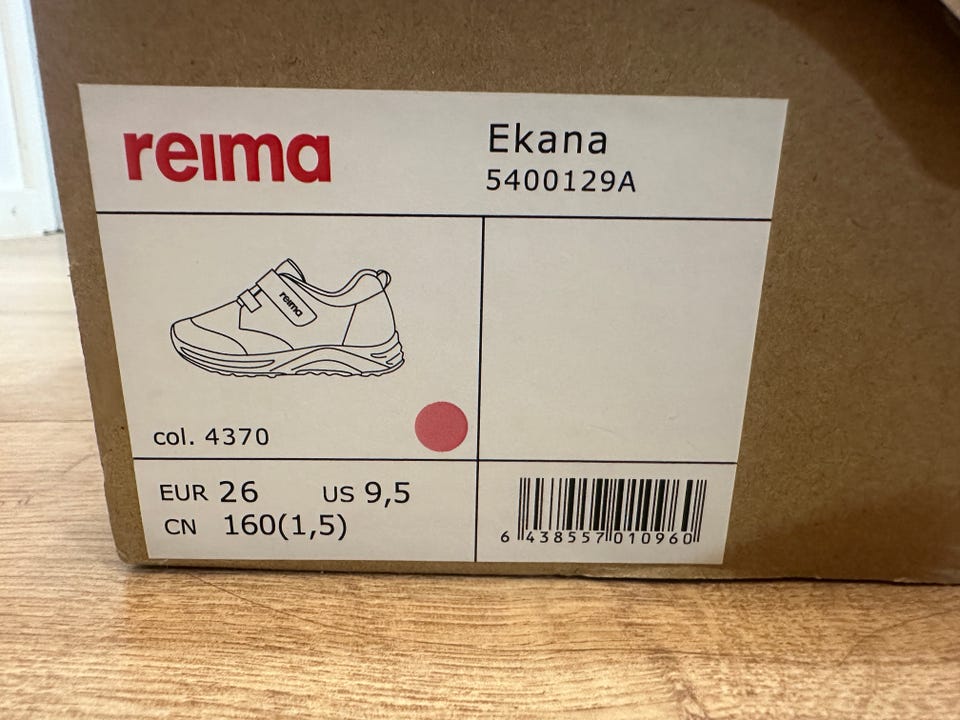 reima
Ekana
5400129A
reima
col. 4370
EUR 26 US 9,5
CN 160(1,5)
6 438557 010960